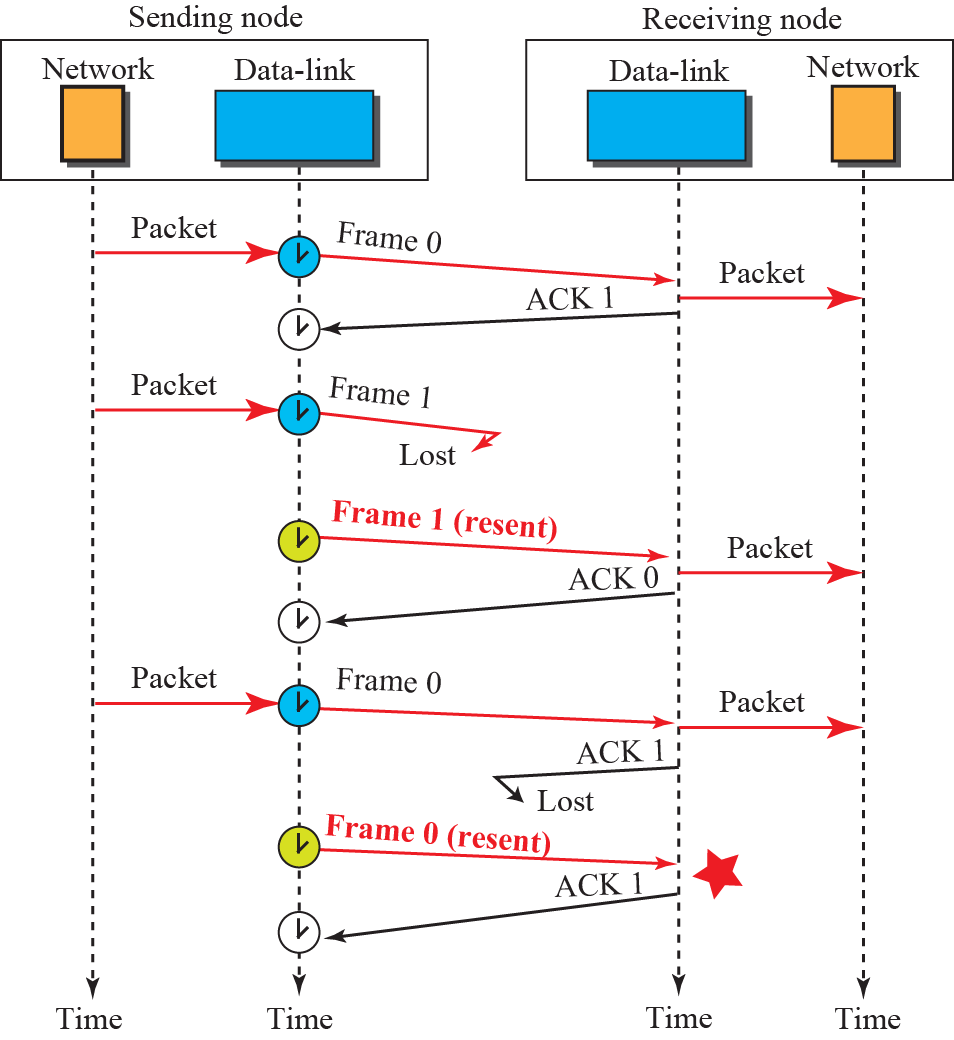 Sending node
Receiving node
Network
Data-link
Data-link
Network
Packet
Frame 0
Packet
ACK 1
Packet
Frame 1
Lost
Frame 1 (resent)
Packet
ACK 0
Packet
Frame 0
Packet
ACK 1
Lost
Frame 0 (resent)
ACK 1
Time
Time
Time
Time